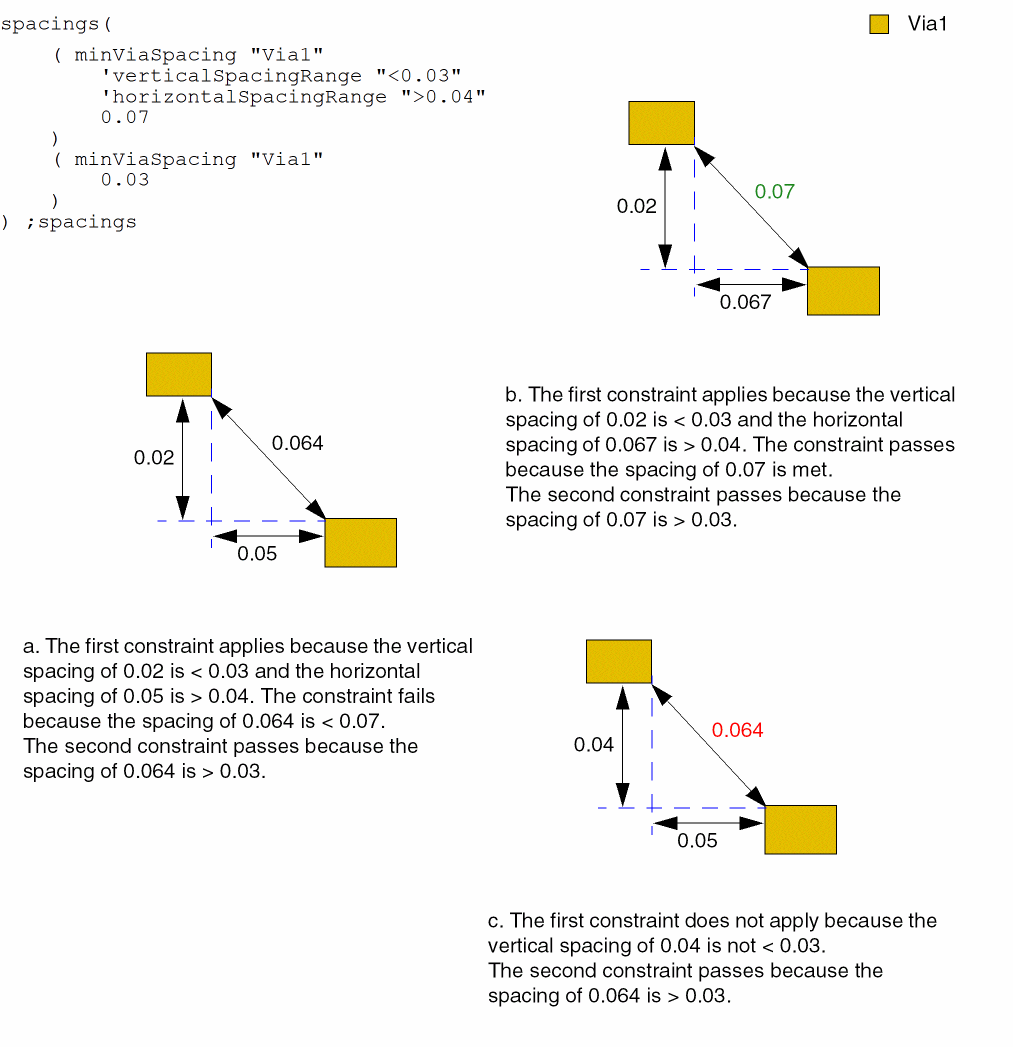 spacings(
( minViaSpacing "Via1"
'verticalSpacingRange "<0.03"
'horizontalSpacingRange ">0.04"
0.07
)
( minViaSpacing "Via1"
0.03
)
) ;spacings
Via1
0.02
0.07
0.067
b. The first constraint applies because the vertical
spacing of 0.02 is < 0.03 and the horizontal
spacing of 0.067 is > 0.04. The constraint passes
because the spacing of 0.07 is met.
The second constraint passes because the
spacing of 0.07 is > 0.03.
0.02
0.064
0.05
a. The first constraint applies because the vertical
spacing of 0.02 is < 0.03 and the horizontal
spacing of 0.05 is > 0.04. The constraint fails
because the spacing of 0.064 is < 0.07.
The second constraint passes because the
spacing of 0.064 is > 0.03.
0.04
0.064
0.05
c. The first constraint does not apply because the
vertical spacing of 0.04 is not < 0.03.
The second constraint passes because the
spacing of 0.064 is > 0.03.